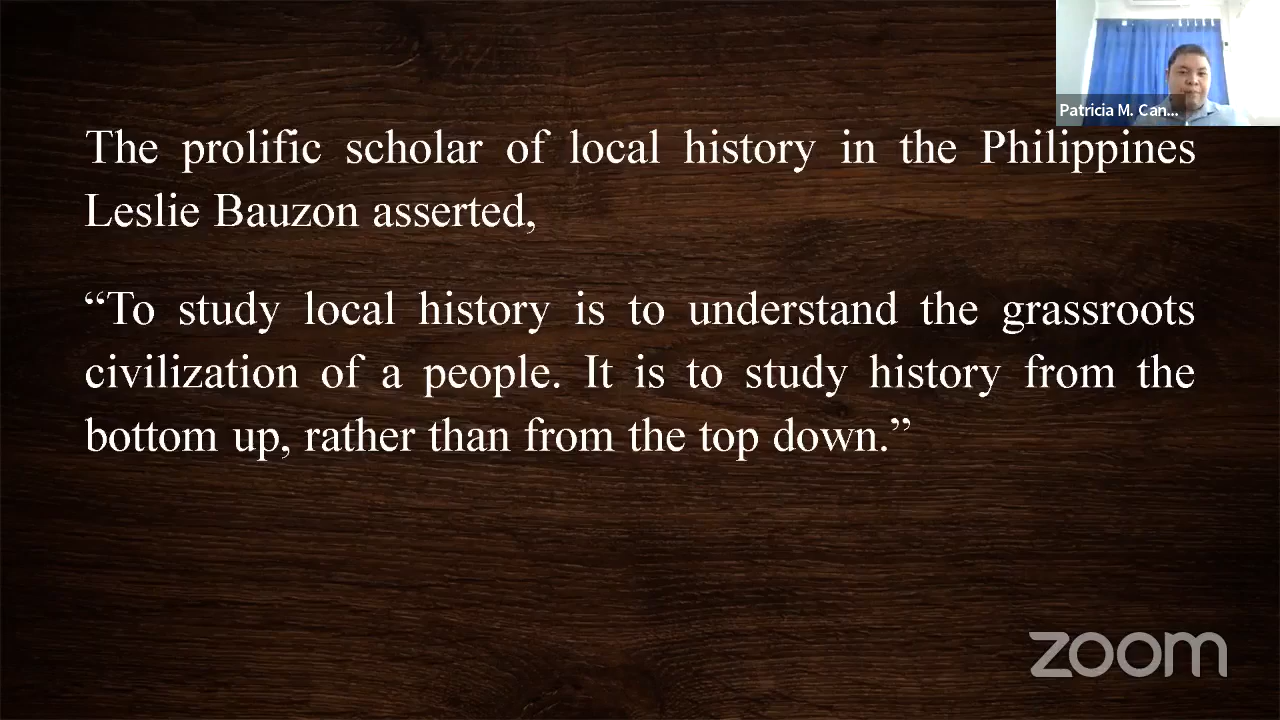 Patricia M. Can...
The prolific scholar of local history in the Philippines
Leslie Bauzon asserted,
“To study local history is to understand the grassroots
civilization of a people. It is to study history from the
bottom up, rather than from the top down.”
zoom